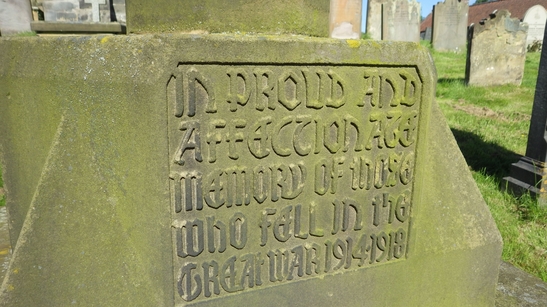 IN PROUD AND
AFFECTIONATE
MEMORY OF THOSE
WHO FELL IN THE
GREAT WAR 1914-1918